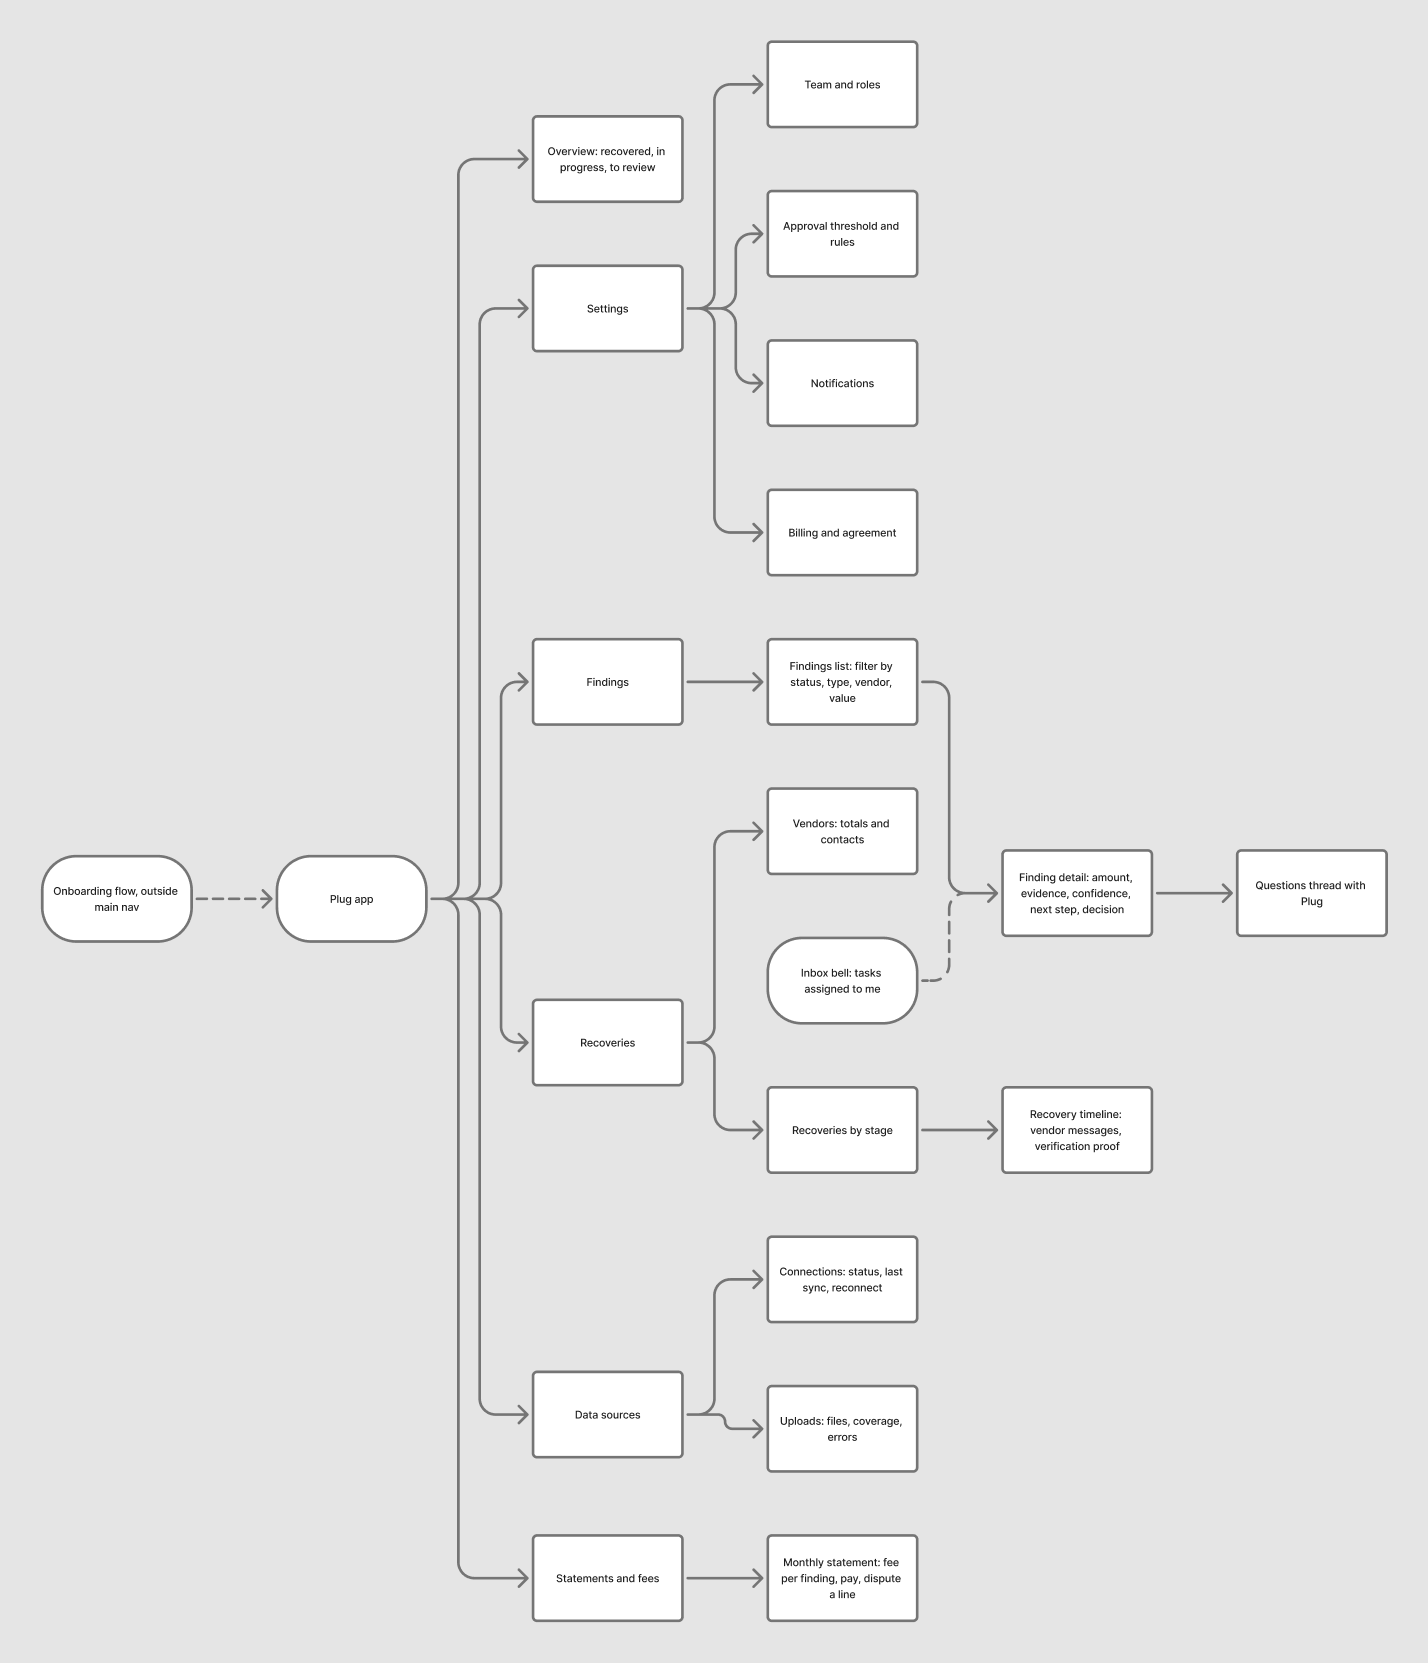 Team and roles
Overview: recovered, in
progress, to review
Approval threshold and
rules
Settings
Notifications
Billing and agreement
Findings
Findings list: filter by
status, type, vendor,
value
Vendors: totals and
contacts
Onboarding flow, outside
main nav
Plug app
Finding detail: amount,
evidence, confidence,
next step, decision
Questions thread with
Plug
Inbox bell: tasks
assigned to me
Recoveries
Recoveries by stage
Recovery timeline:
vendor messages,
verification proof
Connections: status, last
sync, reconnect
Data sources
Uploads: files, coverage,
errors
Statements and fees
Monthly statement: fee
per finding, pay, dispute
a line